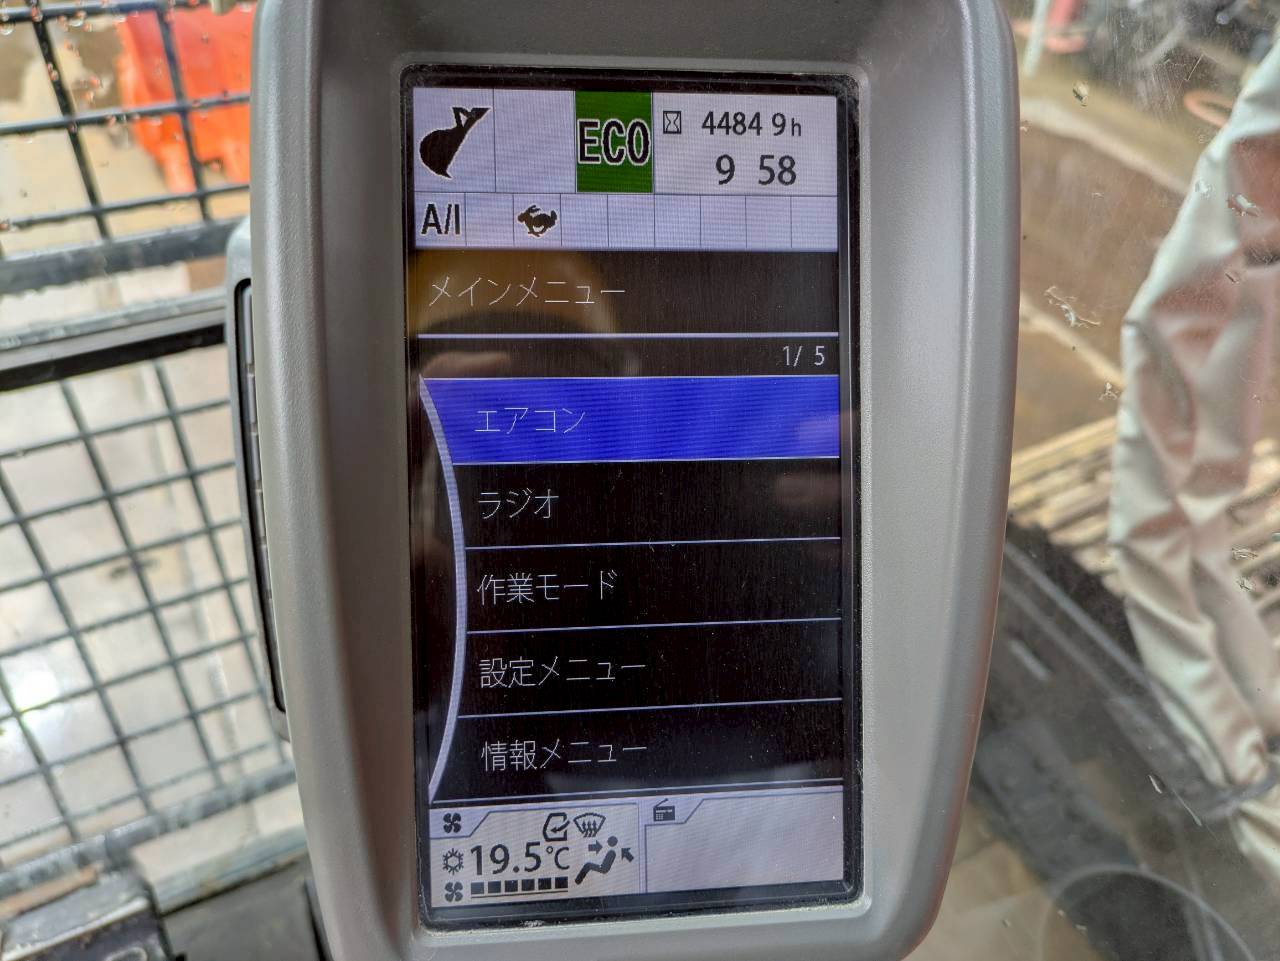 ECO
4484 9h
9 58
A/I
メインメニュー
1/ 5
エアコン
ラジオ
作業モード
設定メニュー
情報メニュー
19.5℃